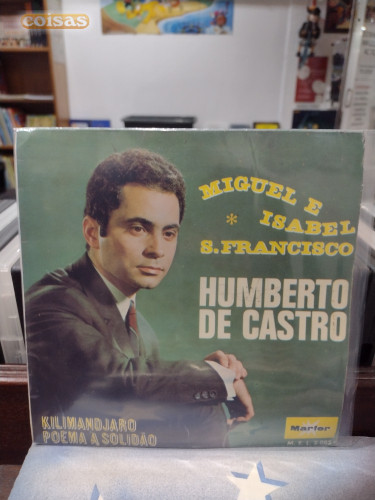 coisas
MIGUEL E
* ISABEL
S. FRANCISCO
HUMBERTO
DE CASTRO
KILIMANDJARO
POEMA À SOLIDÃO
Marfer